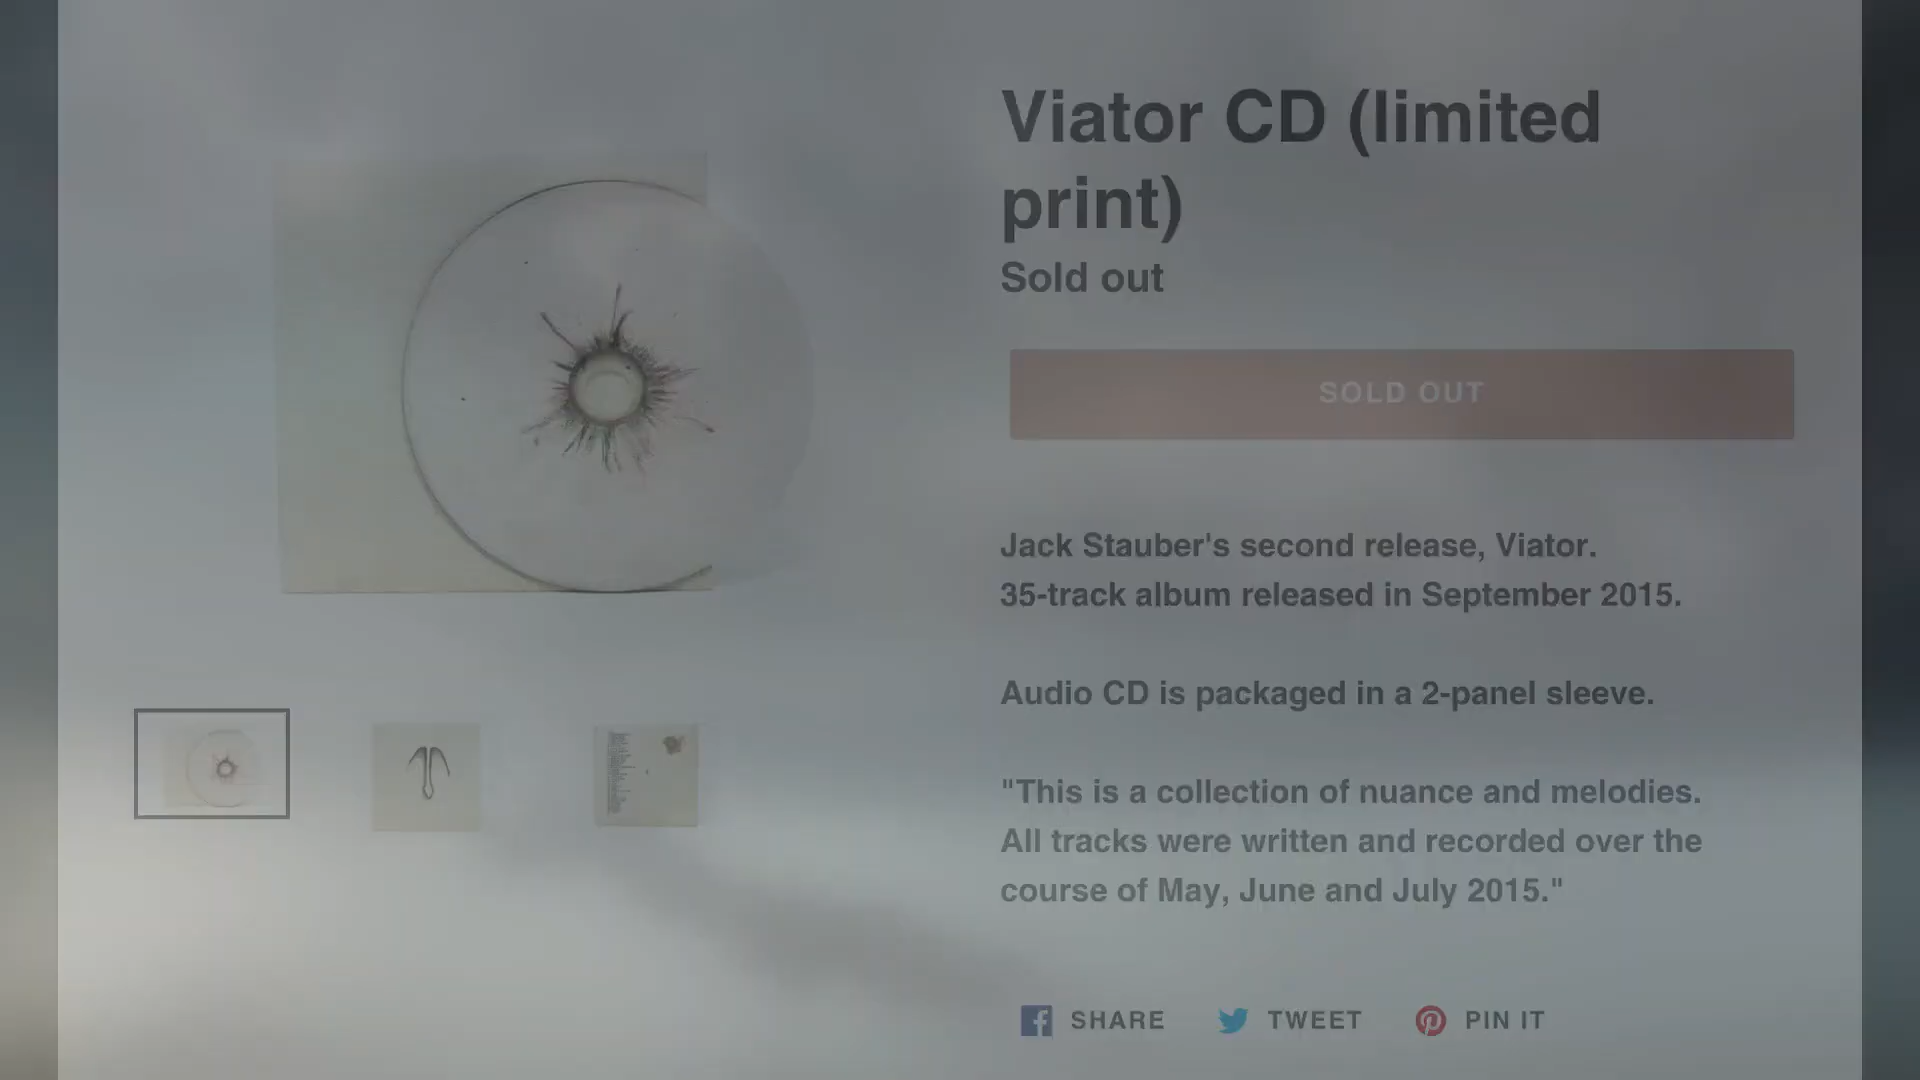 Viator CD (limited
print)
Sold out
SOLD OUT
Jack Stauber's second release, Viator.
35-track album released in September 2015.
Audio CD is packaged in a 2-panel sleeve.
"This is a collection of nuance and melodies.
All tracks were written and recorded over the
course of May, June and July 2015."
SHARE
TWEET
PIN IT